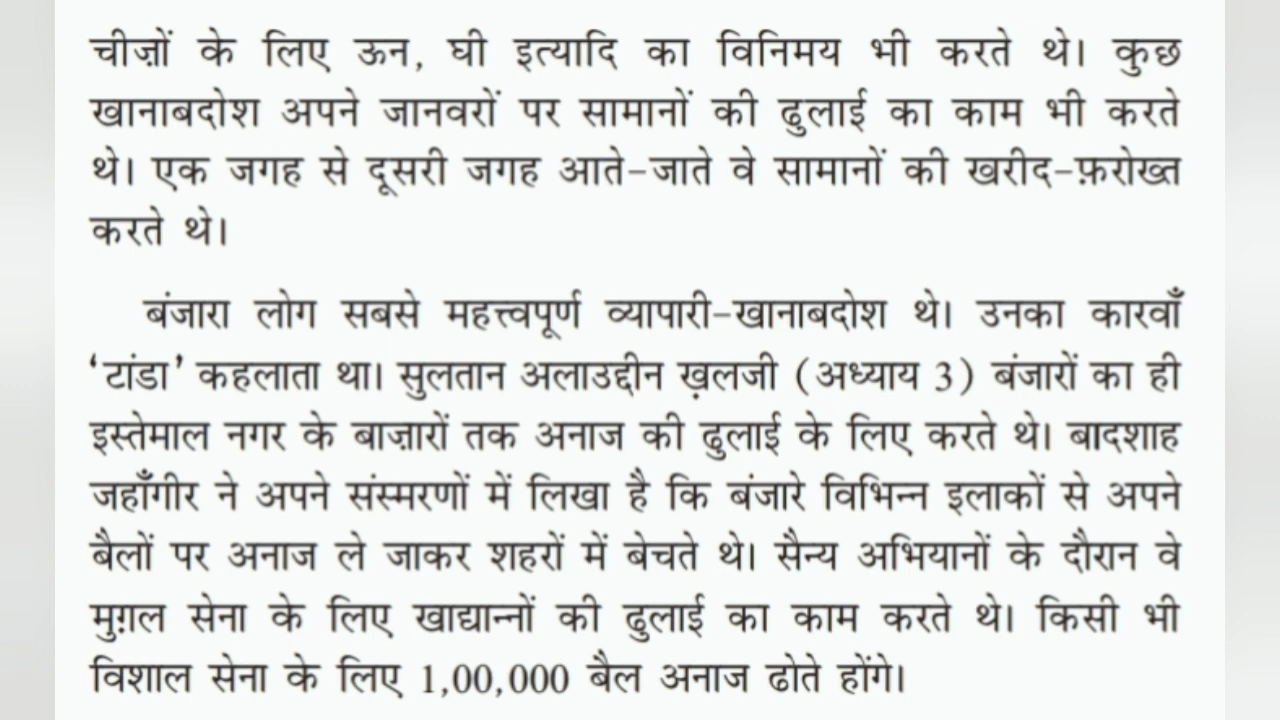 चीज़ों के लिए ऊन, घी इत्यादि का विनिमय भी करते थे। कुछ
खानाबदोश अपने जानवरों पर सामानों की ढुलाई का काम भी करते
थे। एक जगह से दूसरी जगह आते-जाते वे सामानों की खरीद-फ़रोख्त
करते थे।
बंजारा लोग सबसे महत्त्वपूर्ण व्यापारी-खानाबदोश थे। उनका कारवाँ
‘टांडा’ कहलाता था। सुलतान अलाउद्दीन ख़लजी (अध्याय 3) बंजारों का ही
इस्तेमाल नगर के बाज़ारों तक अनाज की ढुलाई के लिए करते थे। बादशाह
जहाँगीर ने अपने संस्मरणों में लिखा है कि बंजारे विभिन्न इलाकों से अपने
बैलों पर अनाज ले जाकर शहरों में बेचते थे। सैन्य अभियानों के दौरान वे
मुग़ल सेना के लिए खाद्यान्नों की ढुलाई का काम करते थे। किसी भी
विशाल सेना के लिए 1,00,000 बैल अनाज ढोते होंगे।